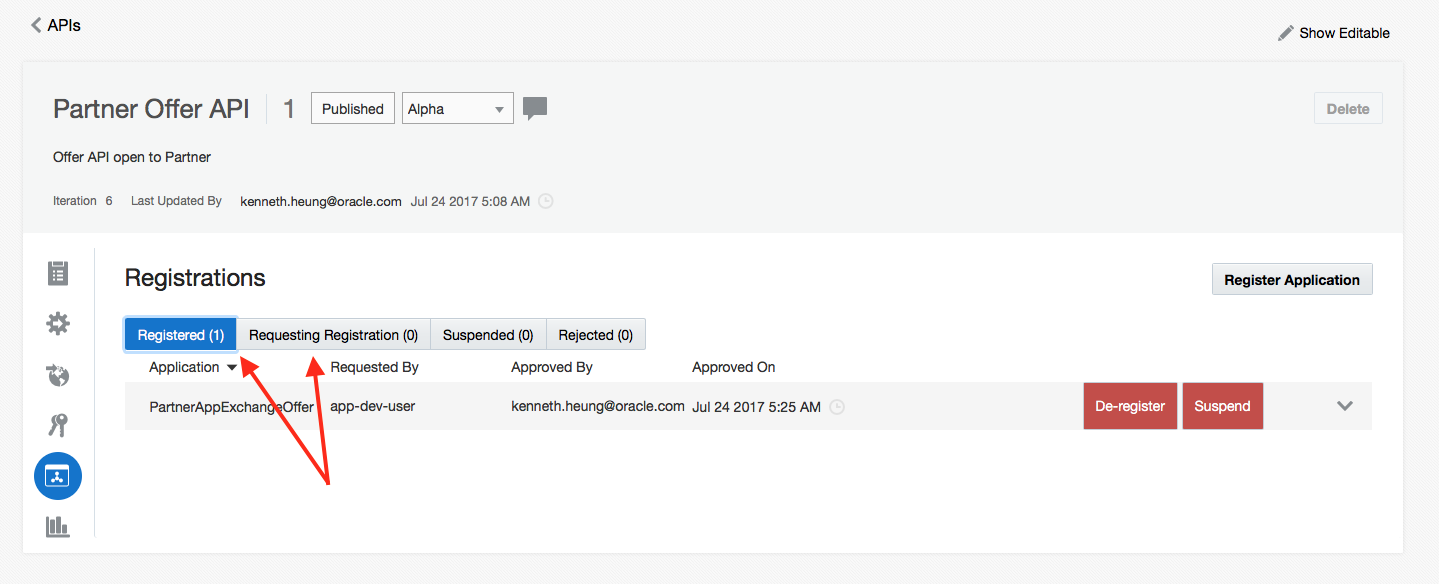 APIs
Show Editable
Partner Offer API 1 Published Alpha Delete
Offer API open to Partner
Iteration 6 Last Updated By kenneth.heung@oracle.com Jul 24 2017 5:08 AM
Registrations
Register Application
Registered (1) Requesting Registration (0) Suspended (0) Rejected (0)
Application Requested By Approved By Approved On
PartnerAppExchangeOffer app-dev-user kenneth.heung@oracle.com Jul 24 2017 5:25 AM De-register Suspend